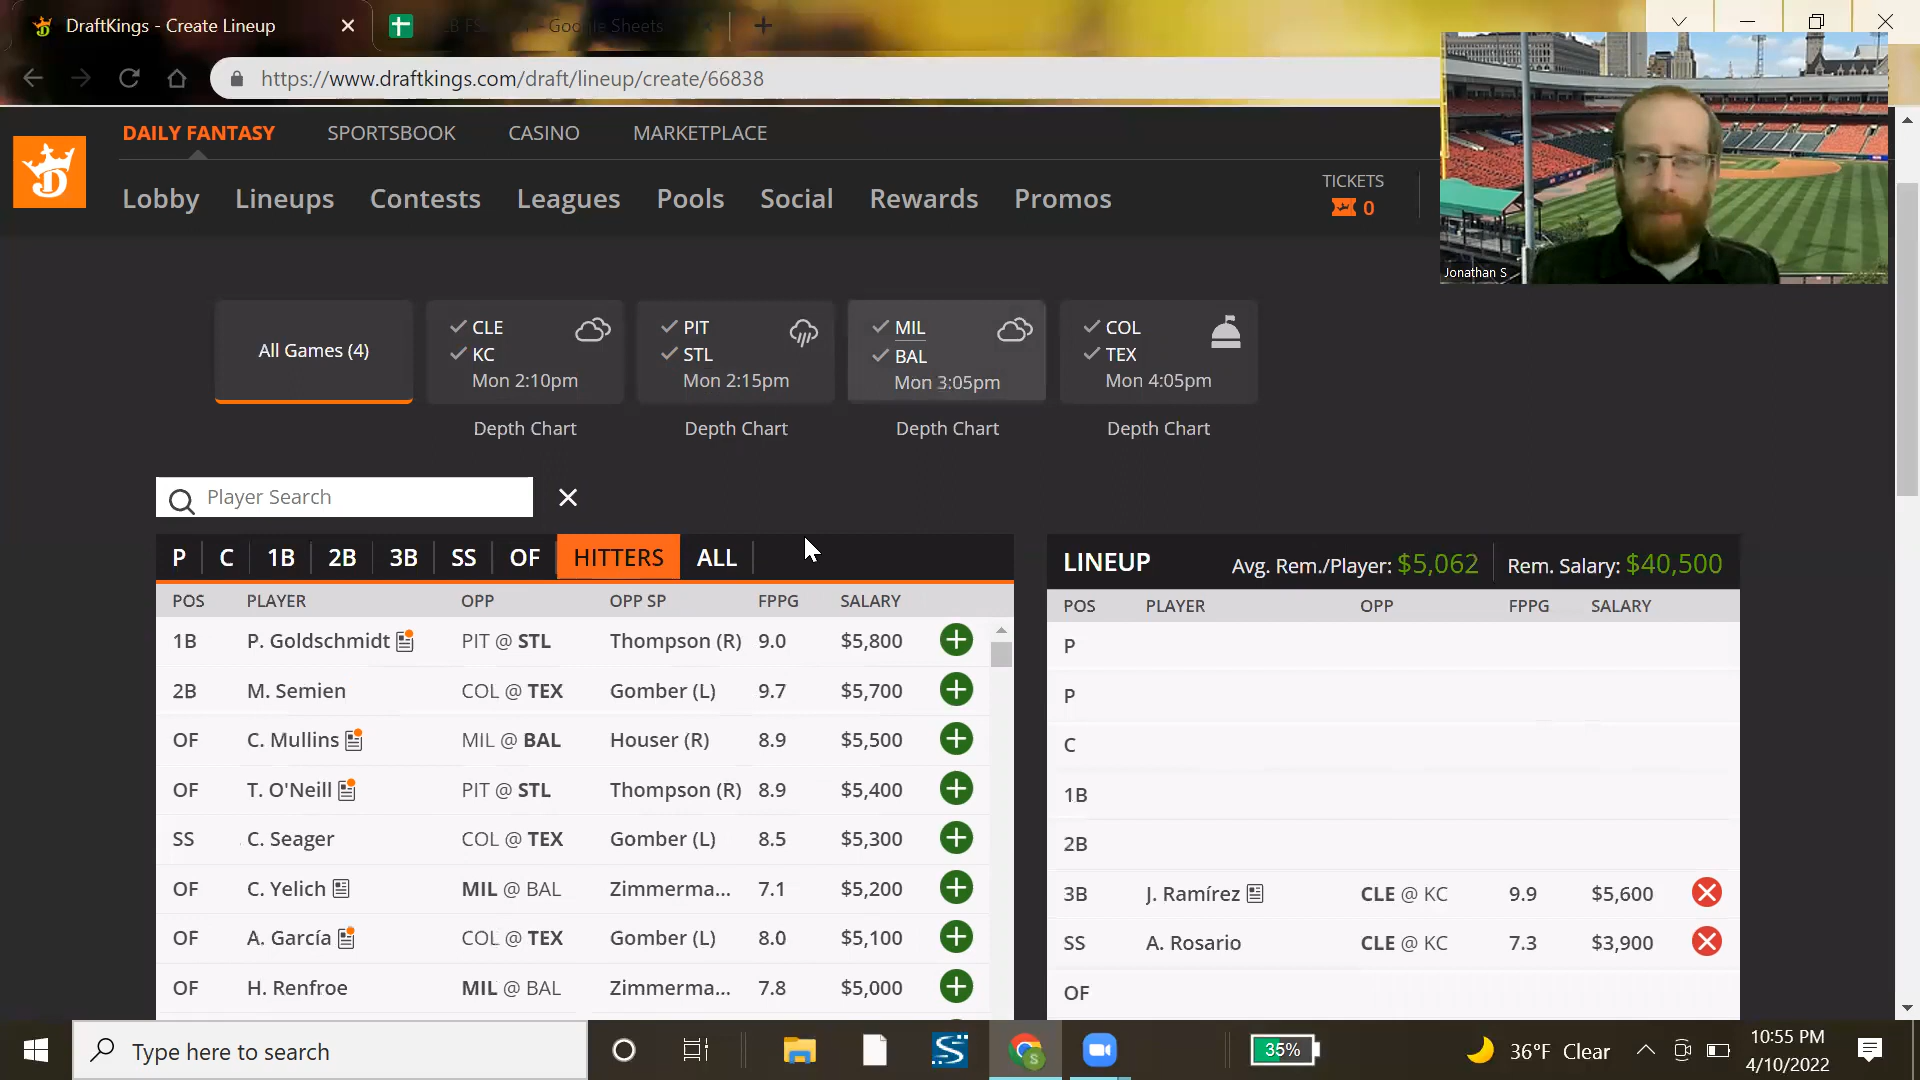 DraftKings - Create Lineup
Google Sheets
https://www.draftkings.com/draft/lineup/create/66838
DAILY FANTASY SPORTSBOOK CASINO MARKETPLACE
Lobby Lineups Contests Leagues Pools Social Rewards Promos
TICKETS
0
Jonathan S
All Games (4)
CLE
KC
Mon 2:10pm
Depth Chart
PIT
STL
Mon 2:15pm
Depth Chart
MIL
BAL
Mon 3:05pm
Depth Chart
COL
TEX
Mon 4:05pm
Depth Chart
Player Search
P C 1B 2B 3B SS OF HITTERS ALL
POS PLAYER OPP OPP SP FPPG SALARY
1B P. Goldschmidt PIT @ STL Thompson (R) 9.0 $5,800
2B M. Semien COL @ TEX Gomber (L) 9.7 $5,700
OF C. Mullins MIL @ BAL Houser (R) 8.9 $5,500
OF T. O'Neill PIT @ STL Thompson (R) 8.9 $5,400
SS C. Seager COL @ TEX Gomber (L) 8.5 $5,300
OF C. Yelich MIL @ BAL Zimmerma... 7.1 $5,200
OF A. García COL @ TEX Gomber (L) 8.0 $5,100
OF H. Renfroe MIL @ BAL Zimmerma... 7.8 $5,000
LINEUP Avg. Rem./Player: $5,062 Rem. Salary: $40,500
POS PLAYER OPP FPPG SALARY
P
P
C
1B
2B
3B J. Ramírez CLE @ KC 9.9 $5,600
SS A. Rosario CLE @ KC 7.3 $3,900
OF
Type here to search
35%
36°F Clear
10:55 PM
4/10/2022